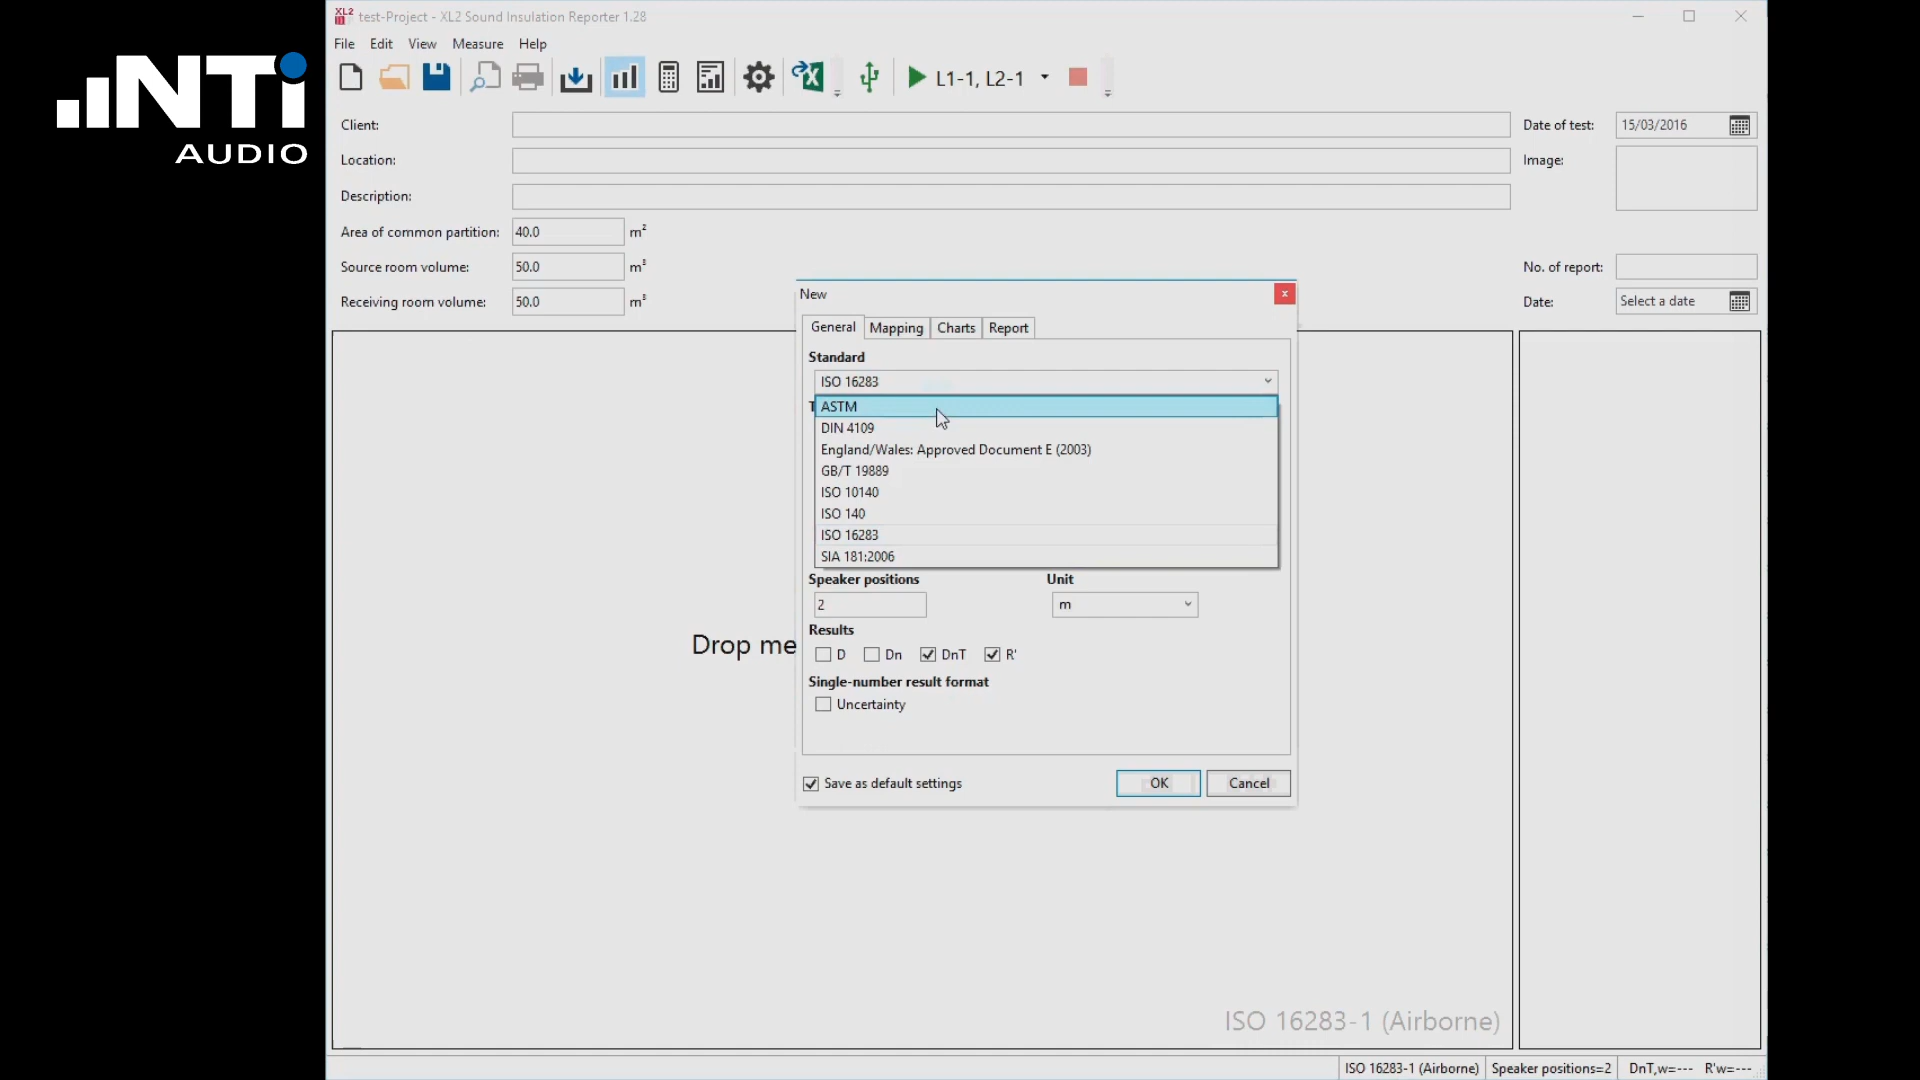 NTi
AUDIO
XL2
test-Project - XL2 Sound Insulation Reporter 1.28
File Edit View Measure Help
L1-1, L2-1
Client:
Date of test: 15/03/2016
Location:
Image:
Description:
Area of common partition: 40.0 m²
Source room volume: 50.0 m³
No. of report:
Receiving room volume: 50.0 m³
Date: Select a date
New
General Mapping Charts Report
Standard
ISO 16283
T
ASTM
DIN 4109
England/Wales: Approved Document E (2003)
GB/T 19889
ISO 10140
ISO 140
ISO 16283
SIA 181:2006
Speaker positions Unit
2 m
Results
D Dn DnT R'
Single-number result format
Uncertainty
Drop me
Save as default settings OK Cancel
ISO 16283-1 (Airborne)
ISO 16283-1 (Airborne) Speaker positions=2 DnT,w=--- R'w=---